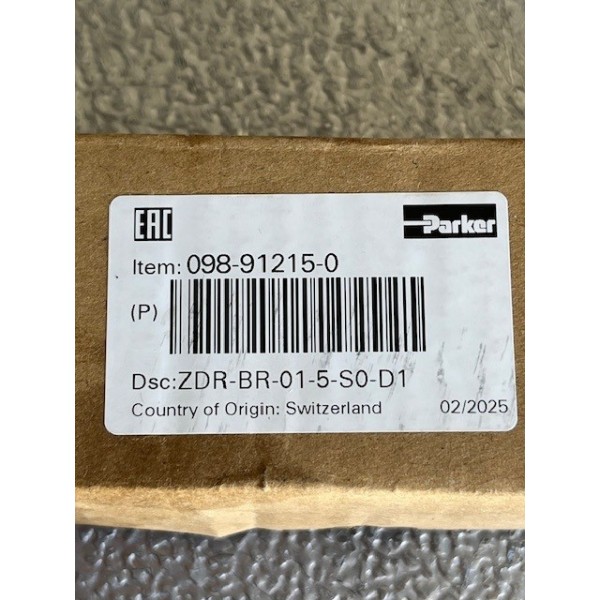 EAC
Parker
Item: 098-91215-0
(P)
Dsc:ZDR-BR-01-5-S0-D1
Country of Origin: Switzerland 02/2025